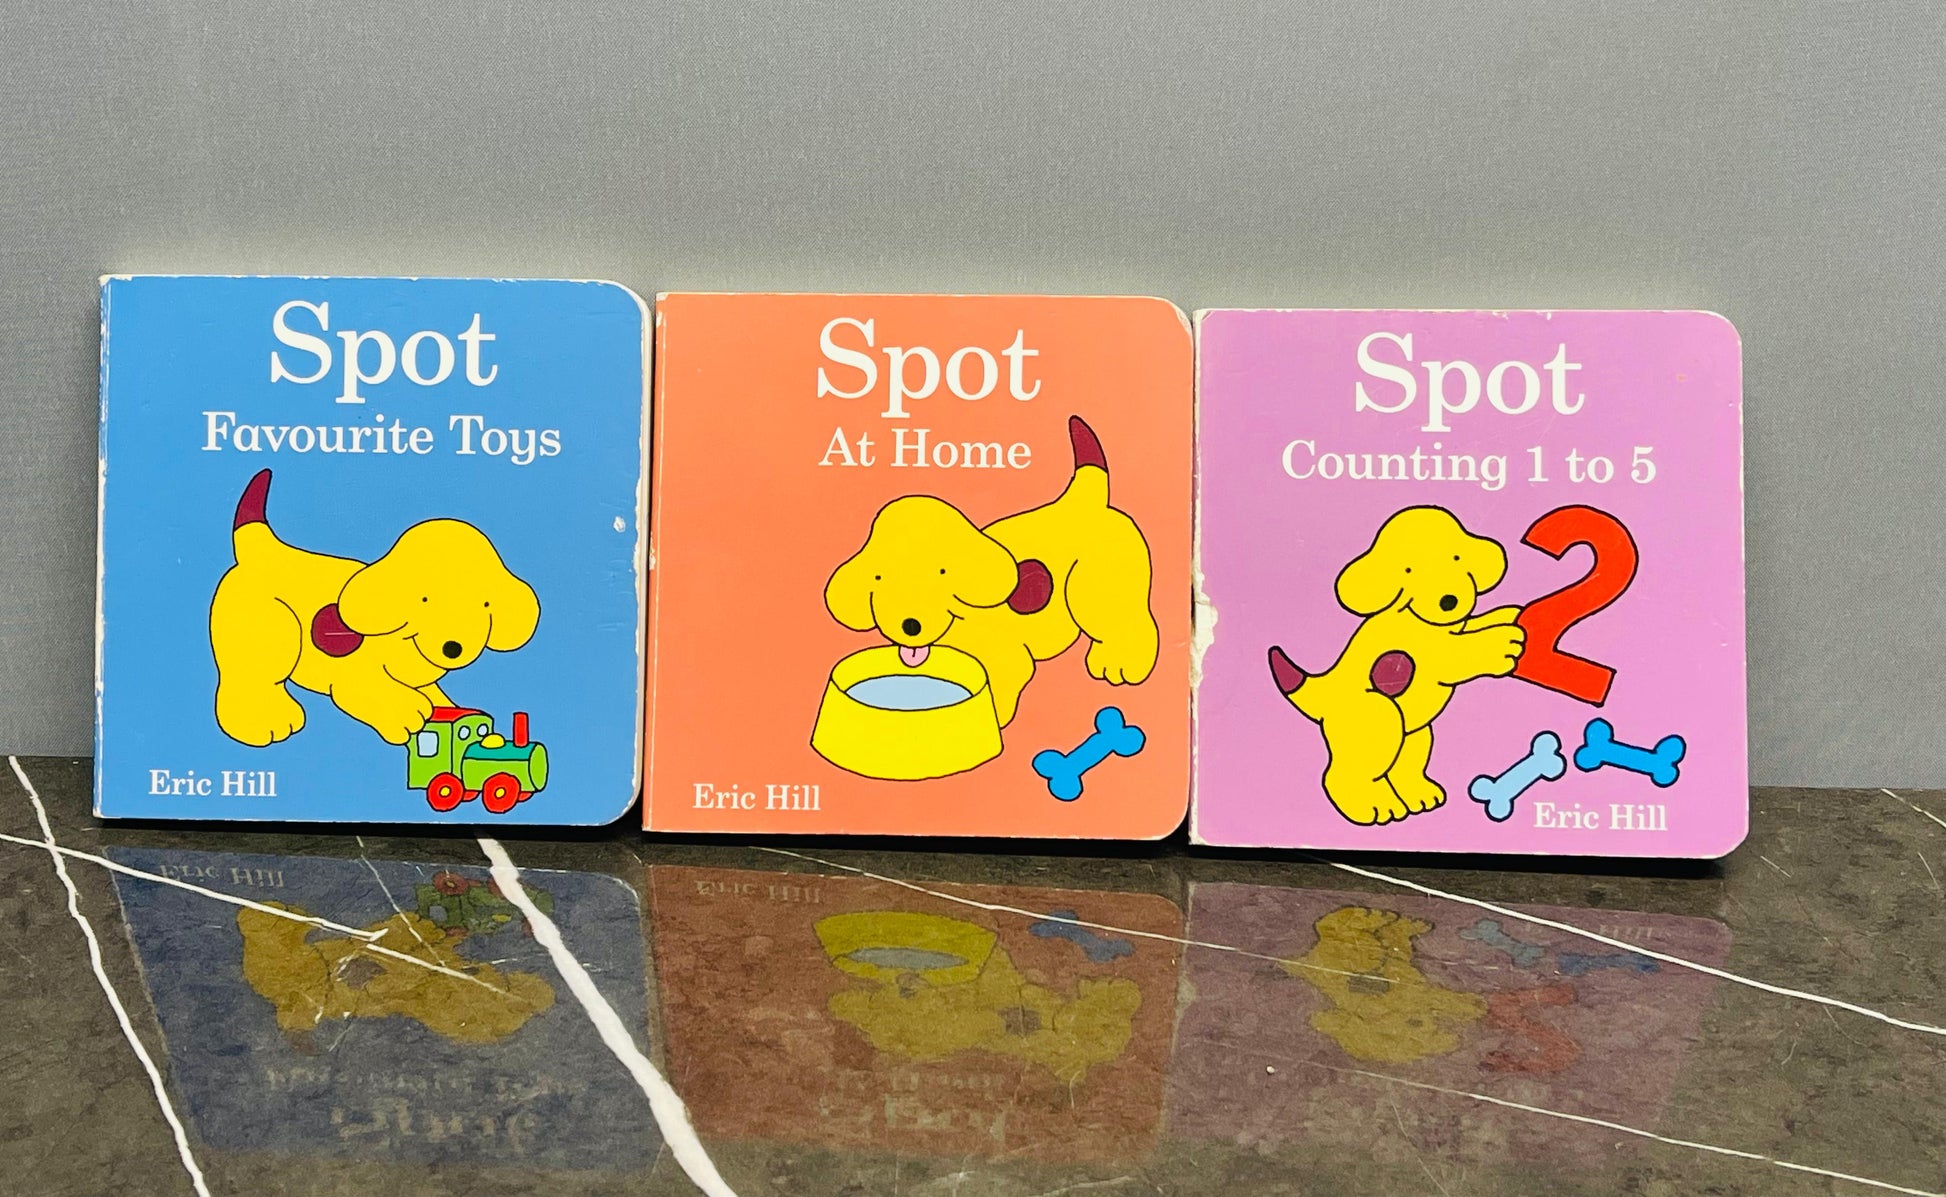 Spot
Favourite Toys
Eric Hill
Spot
At Home
Eric Hill
Spot
Counting 1 to 5
2
Eric Hill